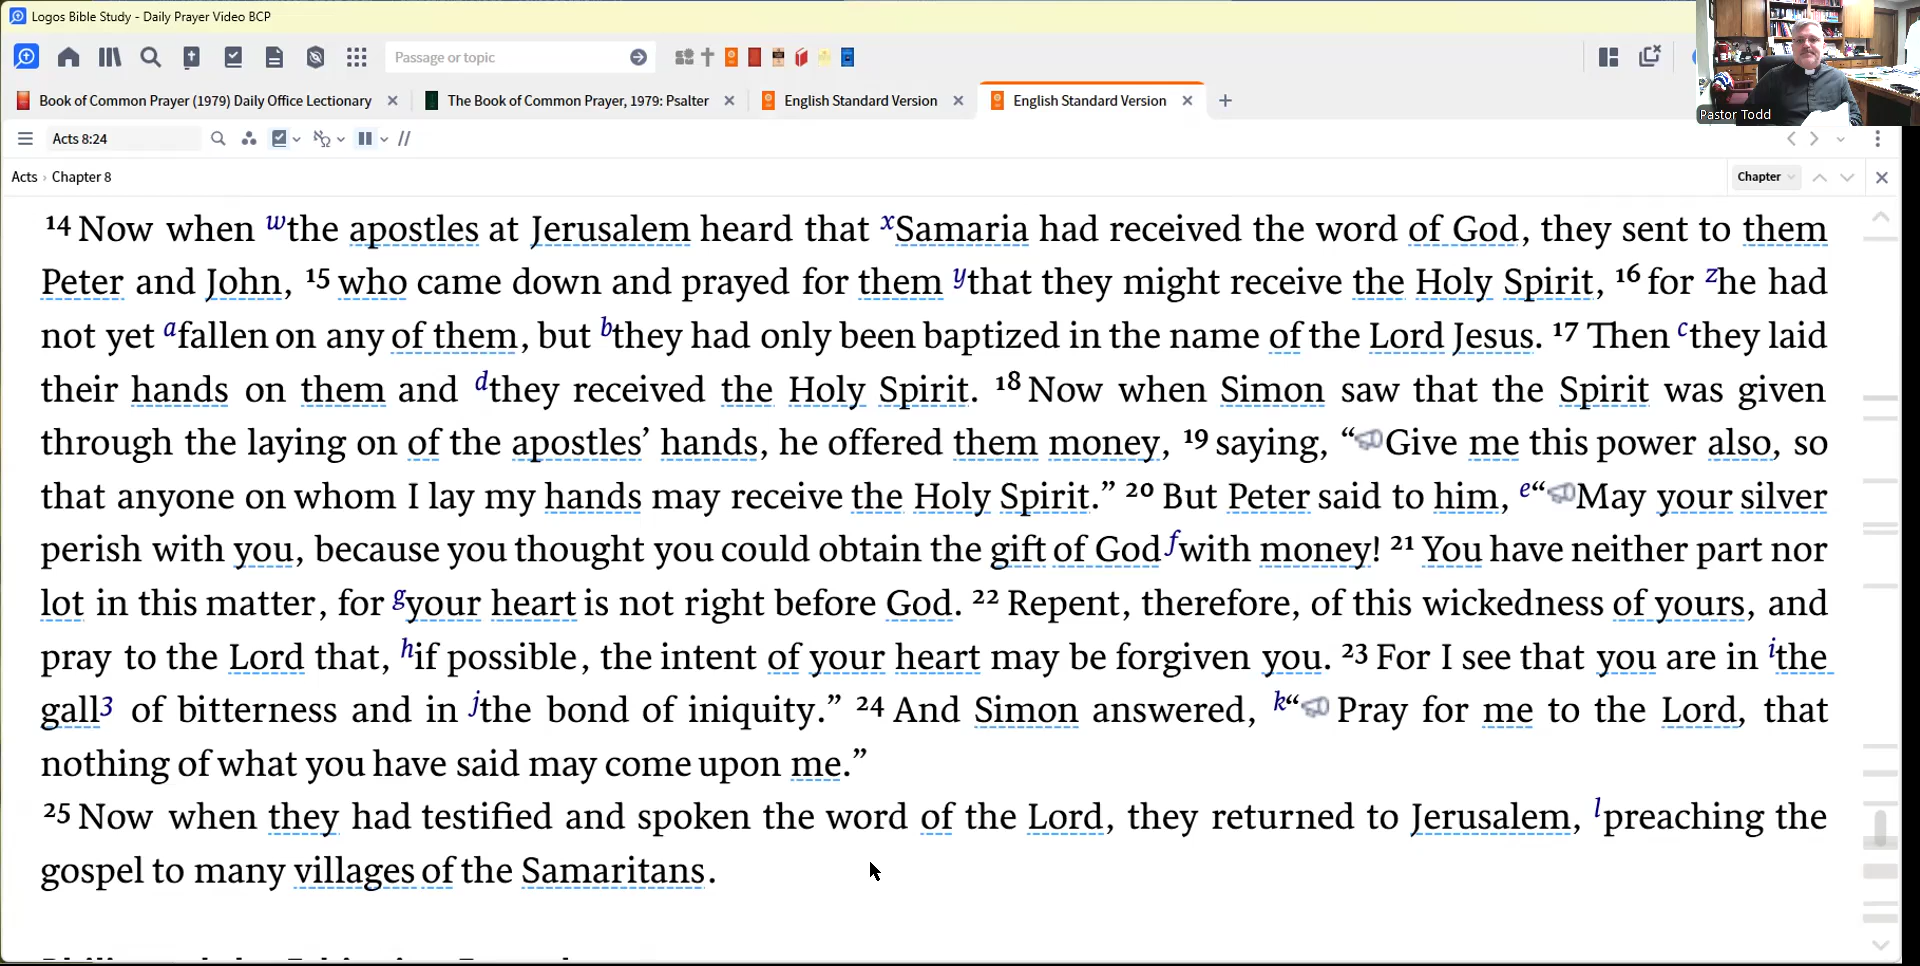 Logos Bible Study - Daily Prayer Video BCP
Passage or topic
Book of Common Prayer (1979) Daily Office Lectionary
The Book of Common Prayer, 1979: Psalter
English Standard Version
English Standard Version
Pastor Todd
Acts 8:24
Acts › Chapter 8
Chapter
14 Now when w the apostles at Jerusalem heard that x Samaria had received the word of God, they sent to them
Peter and John, 15 who came down and prayed for them y that they might receive the Holy Spirit, 16 for z he had
not yet a fallen on any of them, but b they had only been baptized in the name of the Lord Jesus. 17 Then c they laid
their hands on them and d they received the Holy Spirit. 18 Now when Simon saw that the Spirit was given
through the laying on of the apostles’ hands, he offered them money, 19 saying, “Give me this power also, so
that anyone on whom I lay my hands may receive the Holy Spirit.” 20 But Peter said to him, e “May your silver
perish with you, because you thought you could obtain the gift of God f with money! 21 You have neither part nor
lot in this matter, for g your heart is not right before God. 22 Repent, therefore, of this wickedness of yours, and
pray to the Lord that, h if possible, the intent of your heart may be forgiven you. 23 For I see that you are in i the
gall3 of bitterness and in j the bond of iniquity.” 24 And Simon answered, k “Pray for me to the Lord, that
nothing of what you have said may come upon me.”
25 Now when they had testified and spoken the word of the Lord, they returned to Jerusalem, l preaching the
gospel to many villages of the Samaritans.